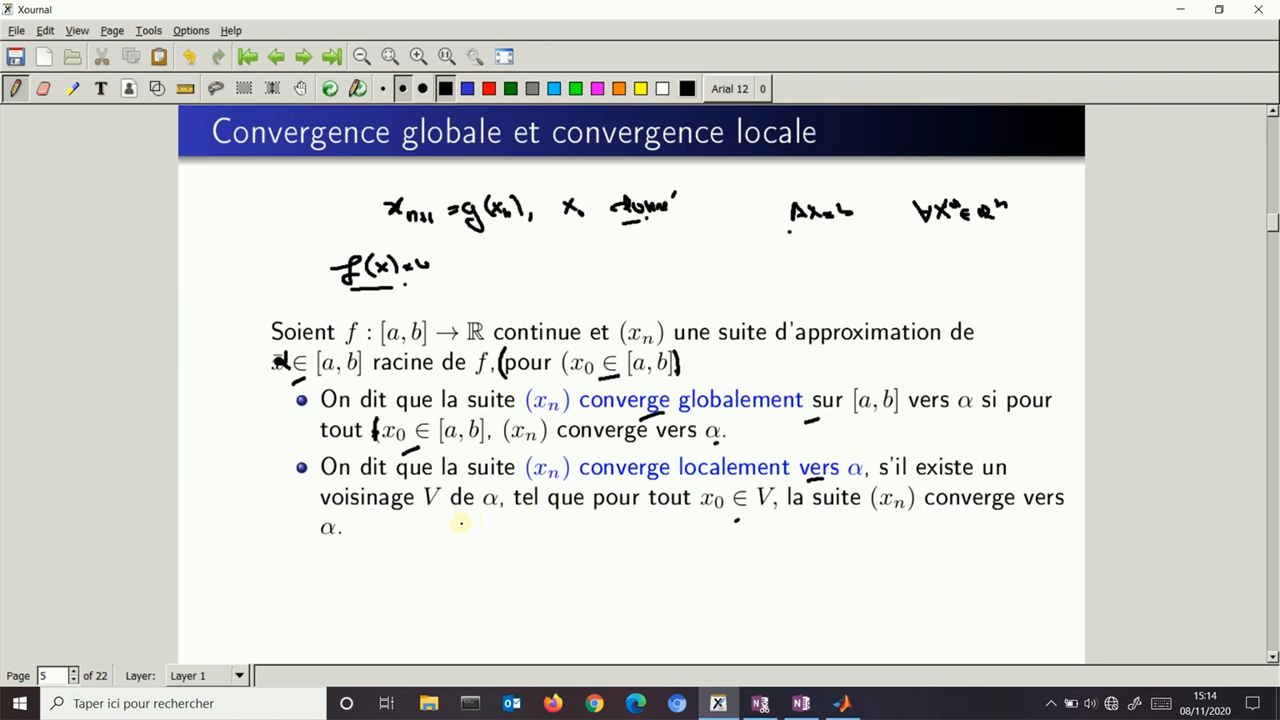 Xournal
File Edit View Page Tools Options Help
Arial 12 0
Convergence globale et convergence locale
x_{n+1} = g(x_n), x_0 donné Ax=b ∀x^0 ∈ ℝ^n
f(x)=0
Soient f : [a, b] → ℝ continue et (x_n) une suite d'approximation de
α ∈ [a, b] racine de f, (pour (x_0 ∈ [a, b])
On dit que la suite (x_n) converge globalement sur [a, b] vers α si pour
tout x_0 ∈ [a, b], (x_n) converge vers α.
On dit que la suite (x_n) converge localement vers α, s'il existe un
voisinage V de α, tel que pour tout x_0 ∈ V, la suite (x_n) converge vers
α.
Page 5 of 22 Layer: Layer 1
Taper ici pour rechercher
15:14
08/11/2020